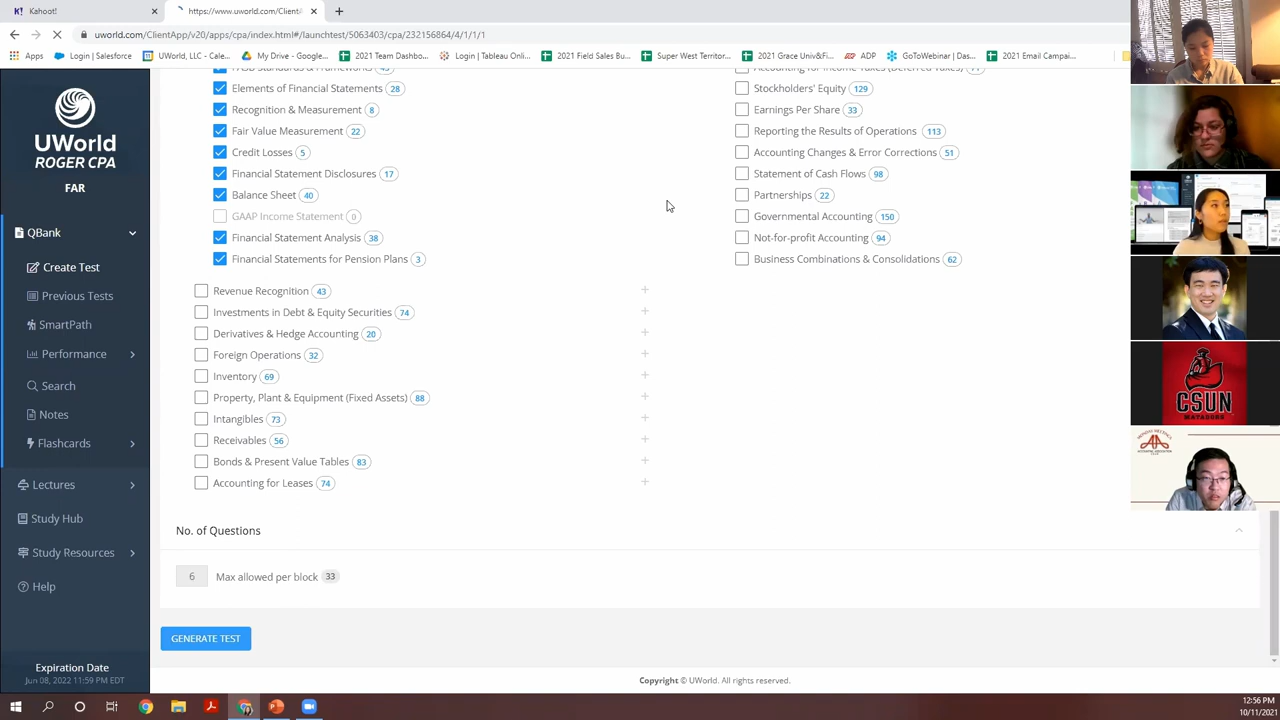 Kahoot!
https://www.uworld.com/ClientA
uworld.com/ClientApp/v20/apps/cpa/index.html#/launchtest/5063403/cpa/232156864/4/1/1/1
Apps
Login | Salesforce
UWorld, LLC - Cale...
My Drive - Google...
2021 Team Dashbo...
Login | Tableau Onli...
2021 Field Sales Bu...
Super West Territor...
2021 Grace Univ&Fi...
ADP
GoToWebinar | Das...
2021 Email Campai...
UWorld
ROGER CPA
FAR
QBank
Create Test
Previous Tests
SmartPath
Performance
Search
Notes
Flashcards
Lectures
Study Hub
Study Resources
Help
Expiration Date
Jun 08, 2022 11:59 PM EDT
Elements of Financial Statements 28
Recognition & Measurement 8
Fair Value Measurement 22
Credit Losses 5
Financial Statement Disclosures 17
Balance Sheet 40
GAAP Income Statement 0
Financial Statement Analysis 38
Financial Statements for Pension Plans 3
Revenue Recognition 43
Investments in Debt & Equity Securities 74
Derivatives & Hedge Accounting 20
Foreign Operations 32
Inventory 69
Property, Plant & Equipment (Fixed Assets) 88
Intangibles 73
Receivables 56
Bonds & Present Value Tables 83
Accounting for Leases 74
Stockholders' Equity 129
Earnings Per Share 33
Reporting the Results of Operations 113
Accounting Changes & Error Corrections 51
Statement of Cash Flows 98
Partnerships 22
Governmental Accounting 150
Not-for-profit Accounting 94
Business Combinations & Consolidations 62
No. of Questions
6 Max allowed per block 33
GENERATE TEST
Copyright © UWorld. All rights reserved.
CSUN
MATADORS
MONDAY MEETINGS
12:56 PM
10/11/2021